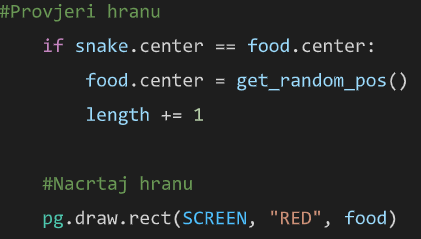 #Provjeri hranu
if snake.center == food.center:
food.center = get_random_pos()
length += 1
#Nacrtaj hranu
pg.draw.rect(SCREEN, "RED", food)